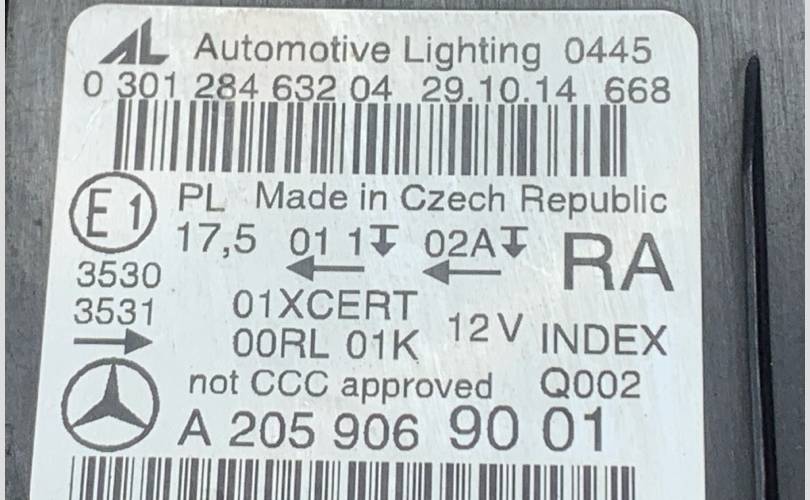 AL Automotive Lighting 0445
0 301 284 632 04 29.10.14 668
E1 PL Made in Czech Republic
17,5 01 1 02A RA
3530
3531
01XCERT
00RL 01K 12V INDEX
not CCC approved Q002
A 205 906 90 01